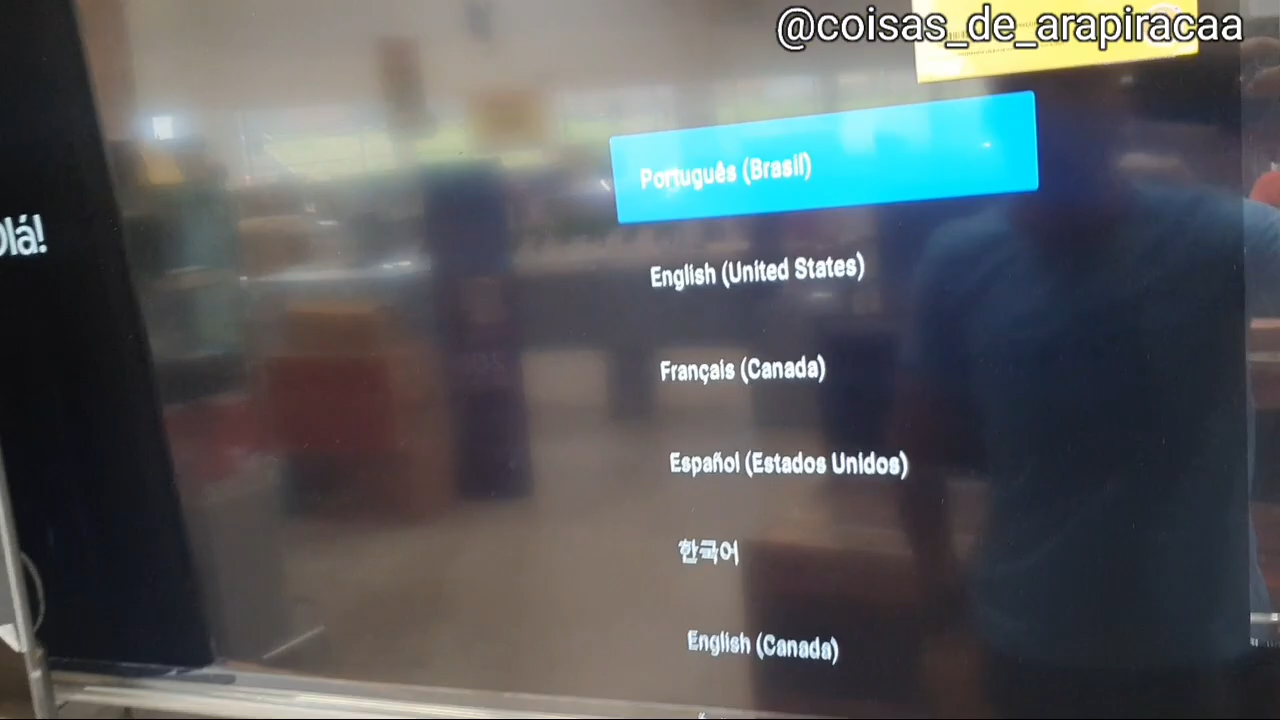 @coisas_de_arapiracaa
Olá!
Português (Brasil)
English (United States)
Français (Canada)
Español (Estados Unidos)
한국어
English (Canada)